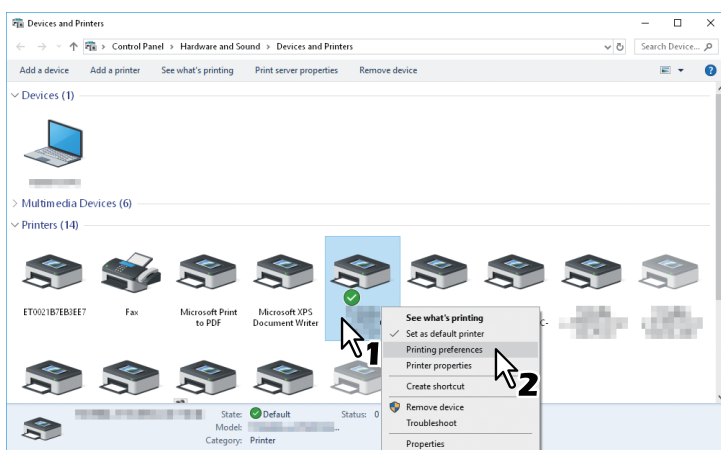 Devices and Printers
Control Panel > Hardware and Sound > Devices and Printers
Search Device...
Add a device Add a printer See what's printing Print server properties Remove device
Devices (1)
Multimedia Devices (6)
Printers (14)
ET0021B7EB3EE7
Fax
Microsoft Print
to PDF
Microsoft XPS
Document Writer
C-
1
See what's printing
Set as default printer
Printing preferences
Printer properties
2
Create shortcut
Remove device
Troubleshoot
Properties
State: Default
Status: 0
Model:
..
Category: Printer